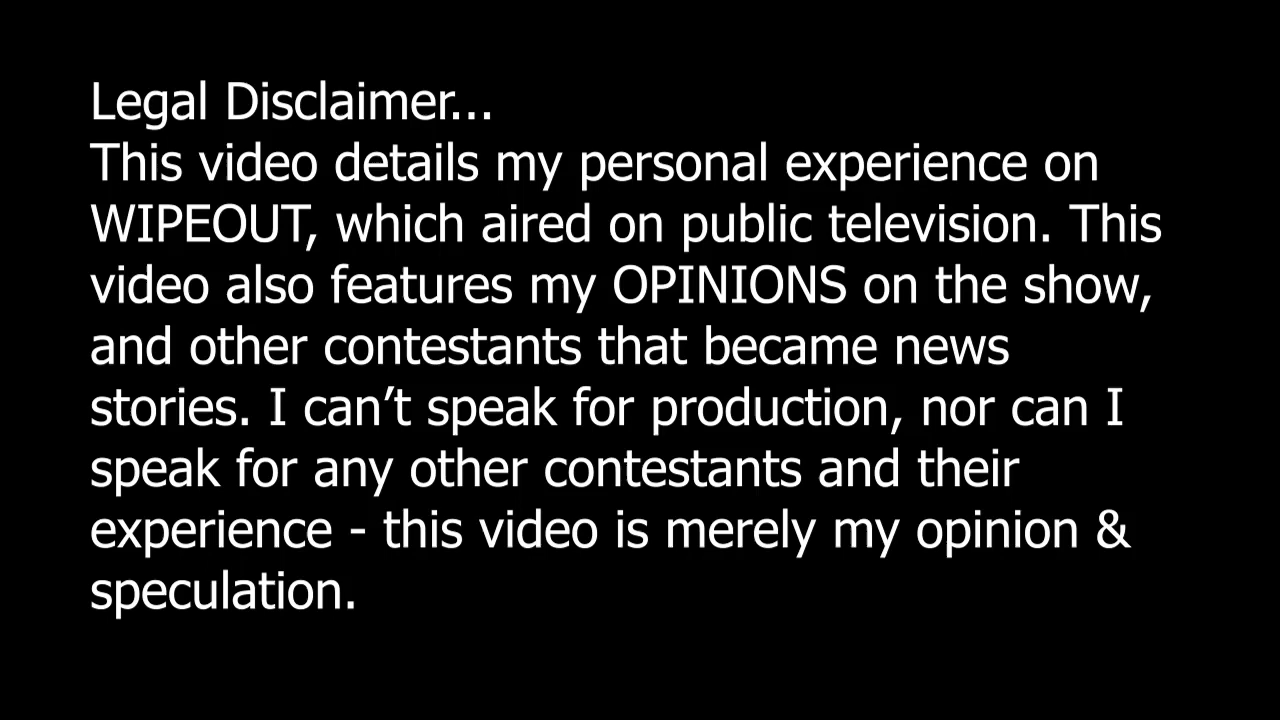 Legal Disclaimer...
This video details my personal experience on
WIPEOUT, which aired on public television. This
video also features my OPINIONS on the show,
and other contestants that became news
stories. I can’t speak for production, nor can I
speak for any other contestants and their
experience - this video is merely my opinion &
speculation.